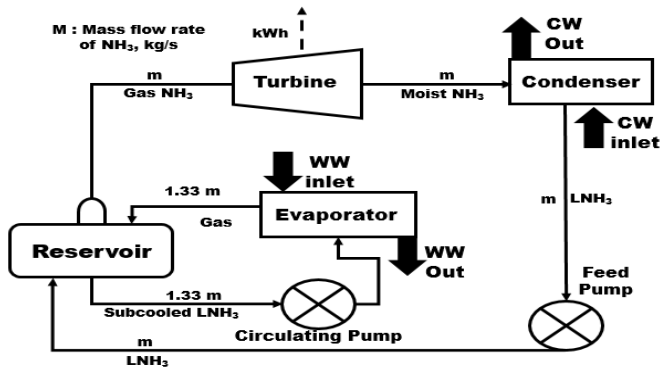 M : Mass flow rate
of NH₃, kg/s
kWh
CW
Out
m
Gas NH₃
Turbine
m
Moist NH₃
Condenser
CW
inlet
WW
inlet
1.33 m
Gas
Evaporator
m LNH₃
Reservoir
WW
Out
1.33 m
Subcooled LNH₃
Circulating Pump
Feed
Pump
m
LNH₃